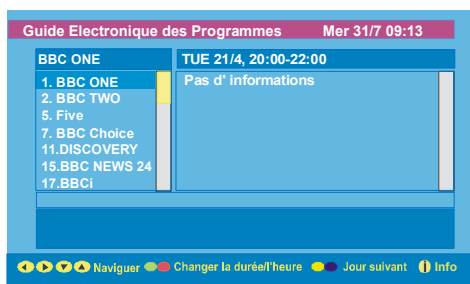 Guide Electronique des Programmes Mer 31/7 09:13
BBC ONE
TUE 21/4, 20:00-22:00
1. BBC ONE
2. BBC TWO
5. Five
7. BBC Choice
11.DISCOVERY
15.BBC NEWS 24
17.BBCi
Pas d' informations
Naviguer Changer la durée/l'heure Jour suivant i Info